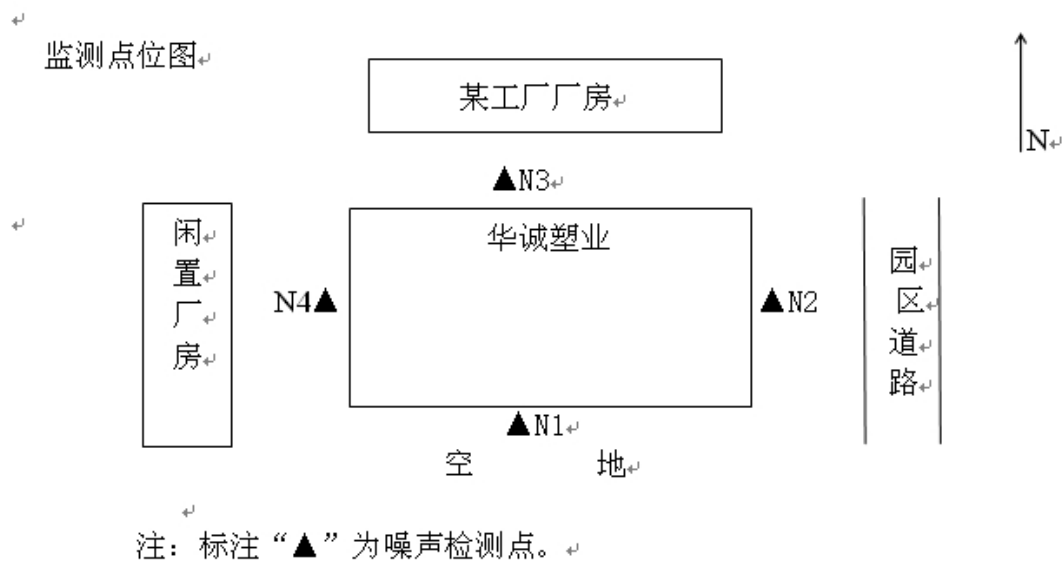 监测点位图
某工厂厂房
N
▲N3
华诚塑业
闲置厂房
N4▲
▲N2
园区道路
▲N1
空 地
注：标注“▲”为噪声检测点。